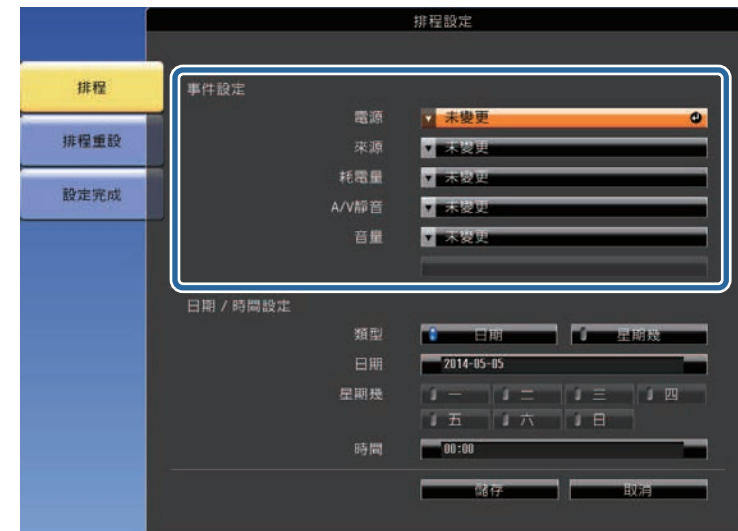 排程設定
排程
排程重設
設定完成
事件設定
電源 未變更
來源 未變更
耗電量 未變更
A/V靜音 未變更
音量 未變更
日期 / 時間設定
類型 日期 星期幾
日期 2014-05-05
星期幾 一 二 三 四
五 六 日
時間 00:00
儲存 取消